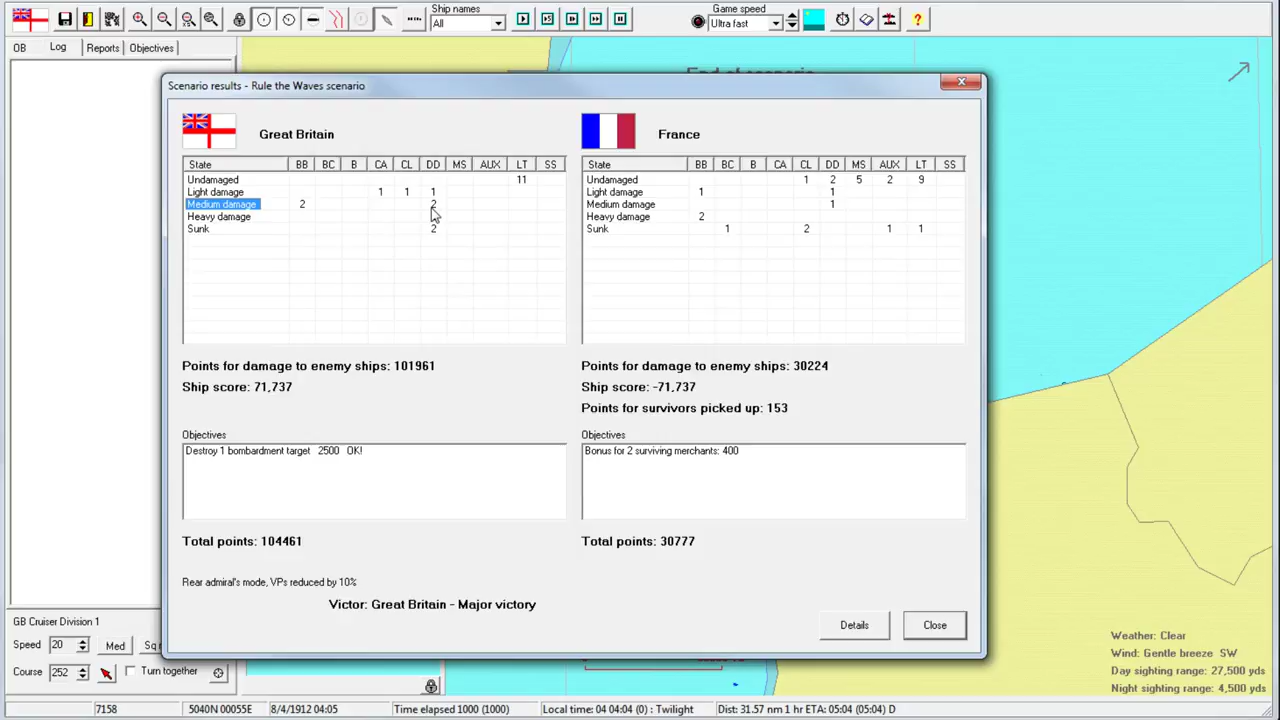 Ship names
All
Game speed
Ultra fast
OB Log Reports Objectives
End of scenario
Scenario results - Rule the Waves scenario
Great Britain
State BB BC B CA CL DD MS AUX LT SS
Undamaged 11
Light damage 1 1 1
Medium damage 2 2
Heavy damage
Sunk 2
Points for damage to enemy ships: 101961
Ship score: 71,737
Objectives
Destroy 1 bombardment target 2500 OK!
Total points: 104461
France
State BB BC B CA CL DD MS AUX LT SS
Undamaged 1 2 5 2 9
Light damage 1 1
Medium damage 1
Heavy damage 2
Sunk 1 2 1 1
Points for damage to enemy ships: 30224
Ship score: -71,737
Points for survivors picked up: 153
Objectives
Bonus for 2 surviving merchants: 400
Total points: 30777
Rear admiral's mode, VPs reduced by 10%
Victor: Great Britain - Major victory
Details Close
GB Cruiser Division 1
Speed 20 Med
Course 252 Turn together
Weather: Clear
Wind: Gentle breeze SW
Day sighting range: 27,500 yds
Night sighting range: 4,500 yds
7158 5040N 00055E 8/4/1912 04:05 Time elapsed 1000 (1000) Local time: 04 04:04 (0) : Twilight Dist: 31.57 nm 1 hr ETA: 05:04 (05:04) D